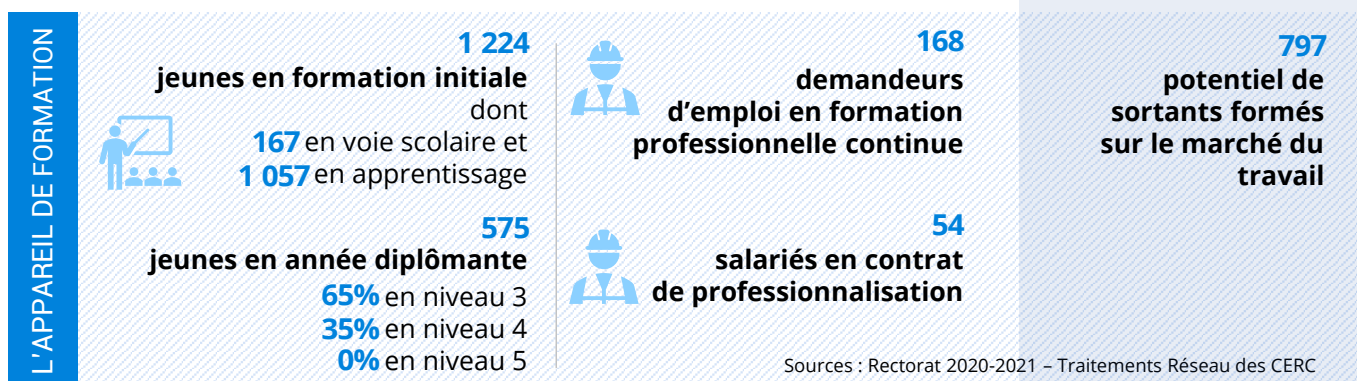 L'APPAREIL DE FORMATION
1 224
jeunes en formation initiale
dont
167 en voie scolaire et
1 057 en apprentissage
575
jeunes en année diplômante
65% en niveau 3
35% en niveau 4
0% en niveau 5
168
demandeurs
d’emploi en formation
professionnelle continue
54
salariés en contrat
de professionnalisation
797
potentiel de
sortants formés
sur le marché du
travail
Sources : Rectorat 2020-2021 – Traitements Réseau des CERC